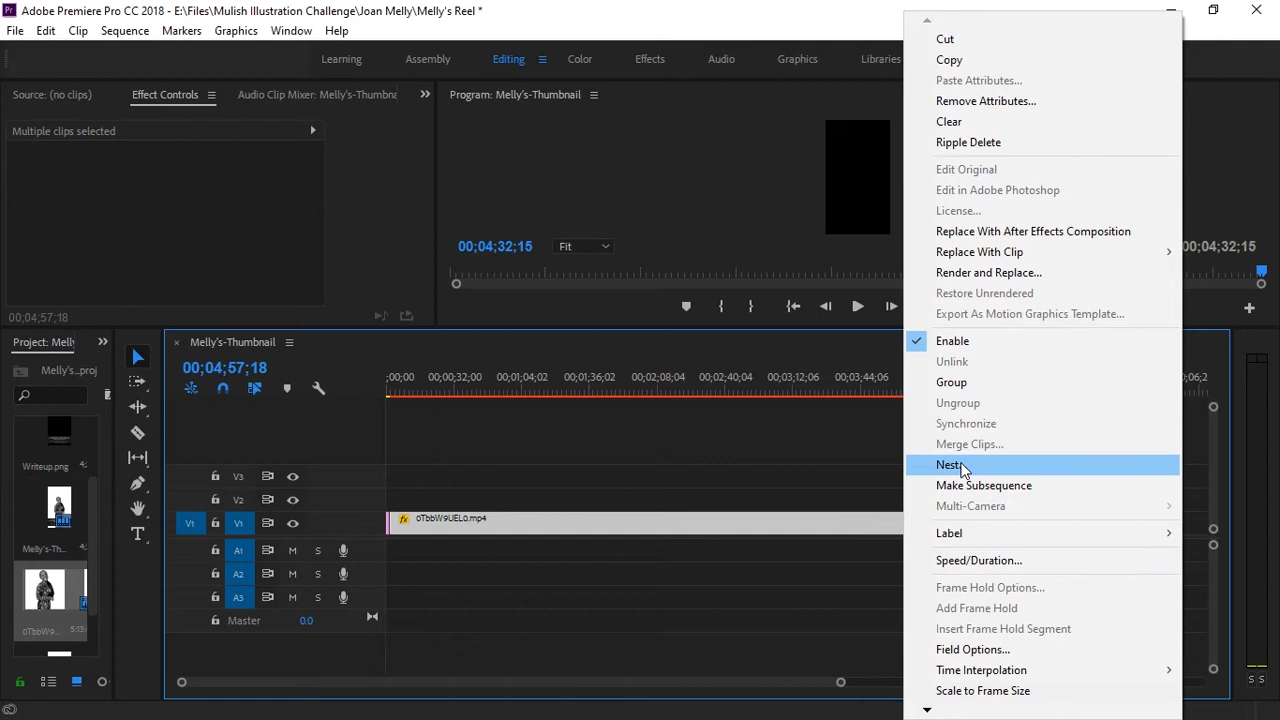 Adobe Premiere Pro CC 2018 - E:\Files\Mulish Illustration Challenge\Joan Melly\Melly's Reel *
File Edit Clip Sequence Markers Graphics Window Help
Learning Assembly Editing Color Effects Audio Graphics Libraries
Source: (no clips) Effect Controls Audio Clip Mixer: Melly's-Thumbna
Program: Melly's-Thumbnail
Multiple clips selected
00;04;32;15 Fit 00;04;32;15
00;04;57;18
Project: Melly
Melly's...proj
Writeup.png 4;
Melly's-Th... 4;
0TbbW9... 5;13;
Melly's-Thumbnail
00;04;57;18
;00;00 00;00;32;00 00;01;04;02 00;01;36;02 00;02;08;04 00;02;40;04 00;03;12;06 00;03;44;06
V3
V2
V1 V1 fx 0TbbW9UEL0.mp4
A1 M S
A2 M S
A3 M S
Master 0.0
S S
Cut
Copy
Paste Attributes...
Remove Attributes...
Clear
Ripple Delete
Edit Original
Edit in Adobe Photoshop
License...
Replace With After Effects Composition
Replace With Clip
Render and Replace...
Restore Unrendered
Export As Motion Graphics Template...
Enable
Unlink
Group
Ungroup
Synchronize
Merge Clips...
Nest
Make Subsequence
Multi-Camera
Label
Speed/Duration...
Frame Hold Options...
Add Frame Hold
Insert Frame Hold Segment
Field Options...
Time Interpolation
Scale to Frame Size